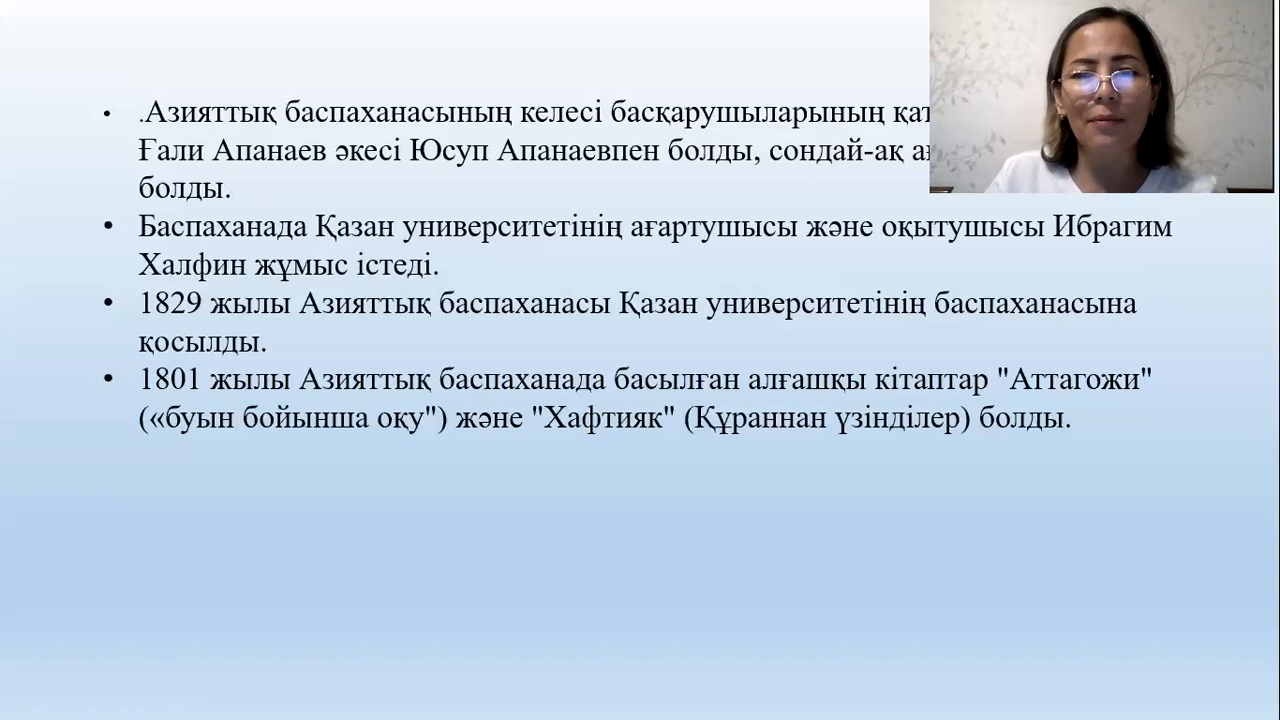 • .Азияттық баспаханасының келесі басқарушыларының
Ғали Апанаев әкесі Юсуп Апанаевпен болды, сондай-ақ
болды.
• Баспаханада Қазан университетінің ағартушысы және оқытушысы Ибрагим
Халфин жұмыс істеді.
• 1829 жылы Азияттық баспаханасы Қазан университетінің баспаханасына
қосылды.
• 1801 жылы Азияттық баспаханада басылған алғашқы кітаптар "Аттагожи"
(«буын бойынша оқу") және "Хафтияк" (Құраннан үзінділер) болды.